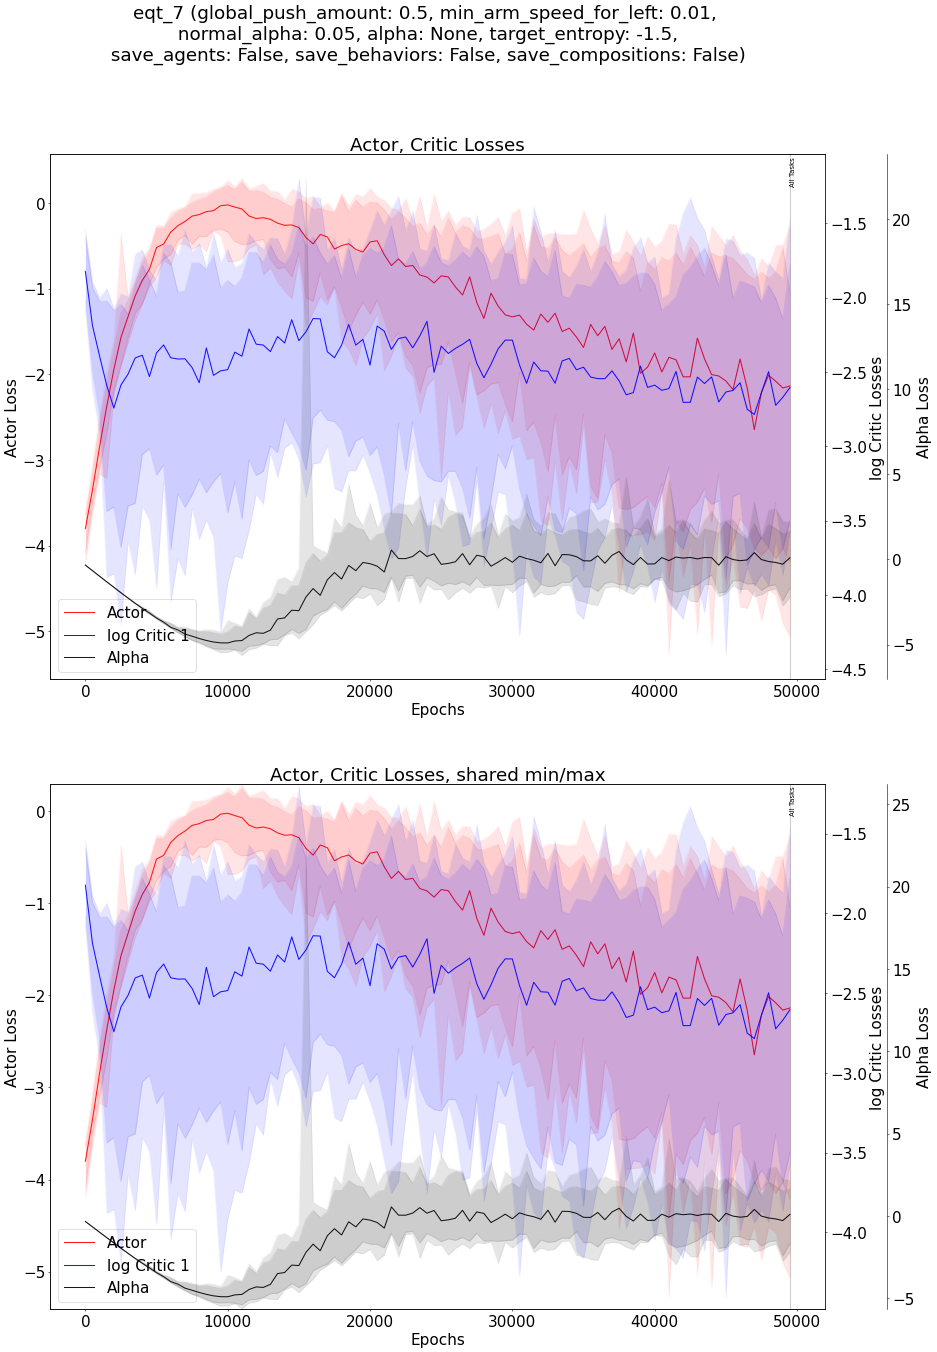 eqt_7 (global_push_amount: 0.5, min_arm_speed_for_left: 0.01,
normal_alpha: 0.05, alpha: None, target_entropy: -1.5,
save_agents: False, save_behaviors: False, save_compositions: False)
Actor, Critic Losses
All Tasks
0
−1
−2
−3
−4
−5
Actor Loss
−1.5
−2.0
−2.5
−3.0
−3.5
−4.0
−4.5
log Critic Losses
20
15
10
5
0
−5
Alpha Loss
Actor
log Critic 1
Alpha
0 10000 20000 30000 40000 50000
Epochs
Actor, Critic Losses, shared min/max
All Tasks
0
−1
−2
−3
−4
−5
Actor Loss
−1.5
−2.0
−2.5
−3.0
−3.5
−4.0
log Critic Losses
25
20
15
10
5
0
−5
Alpha Loss
Actor
log Critic 1
Alpha
0 10000 20000 30000 40000 50000
Epochs